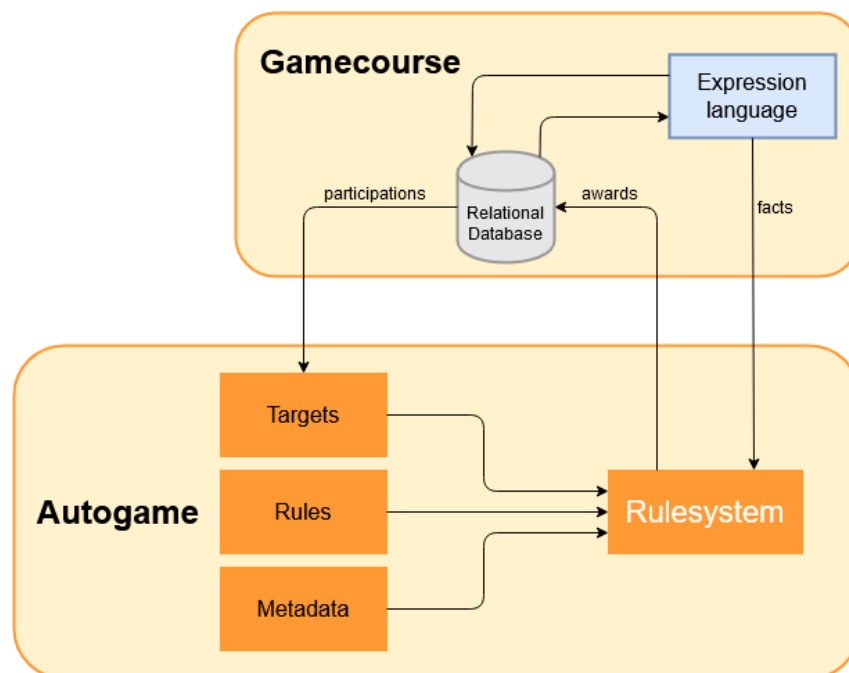 Gamecourse
Expression
language
participations
Relational
Database
awards
facts
Targets
Autogame
Rules
Rulesystem
Metadata